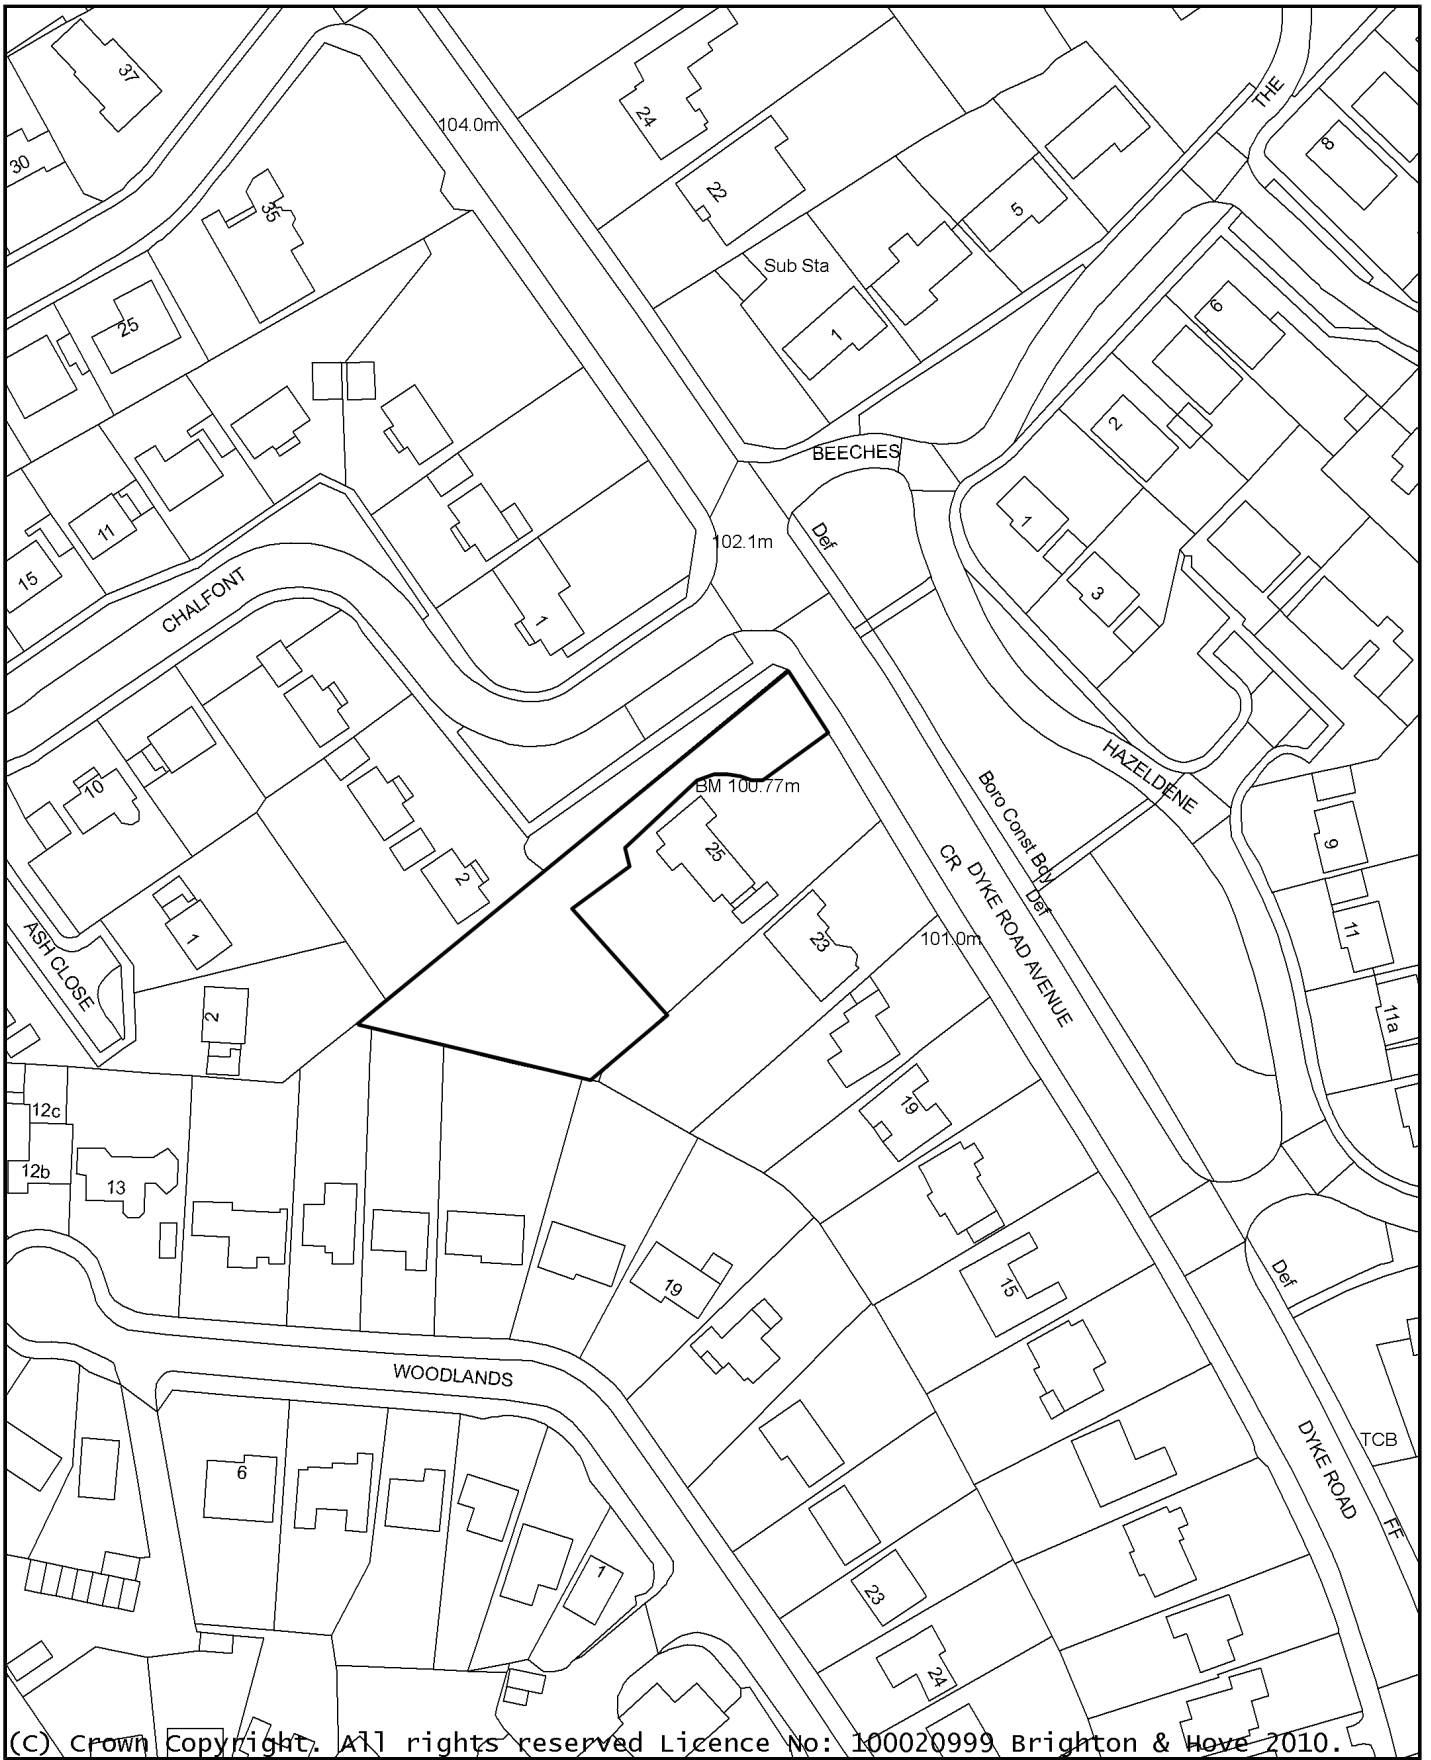 37
THE
104.0m
24
8
30
22
35
5
Sub Sta
25
1
6
2
BEECHES
11
1
Def
102.1m
15
CHALFONT
3
1
HAZELDENE
BM 100.77m
10
Boro Const Bdy
9
25
2
CR
DYKE ROAD AVENUE
Def
1
23
101.0m
11
ASH CLOSE
2
11a
12c
19
12b
13
Def
19
15
WOODLANDS
TCB
6
DYKE ROAD
FF
1
23
24
(c) Crown Copyright. All rights reserved Licence No: 100020999 Brighton & Hove 2010.